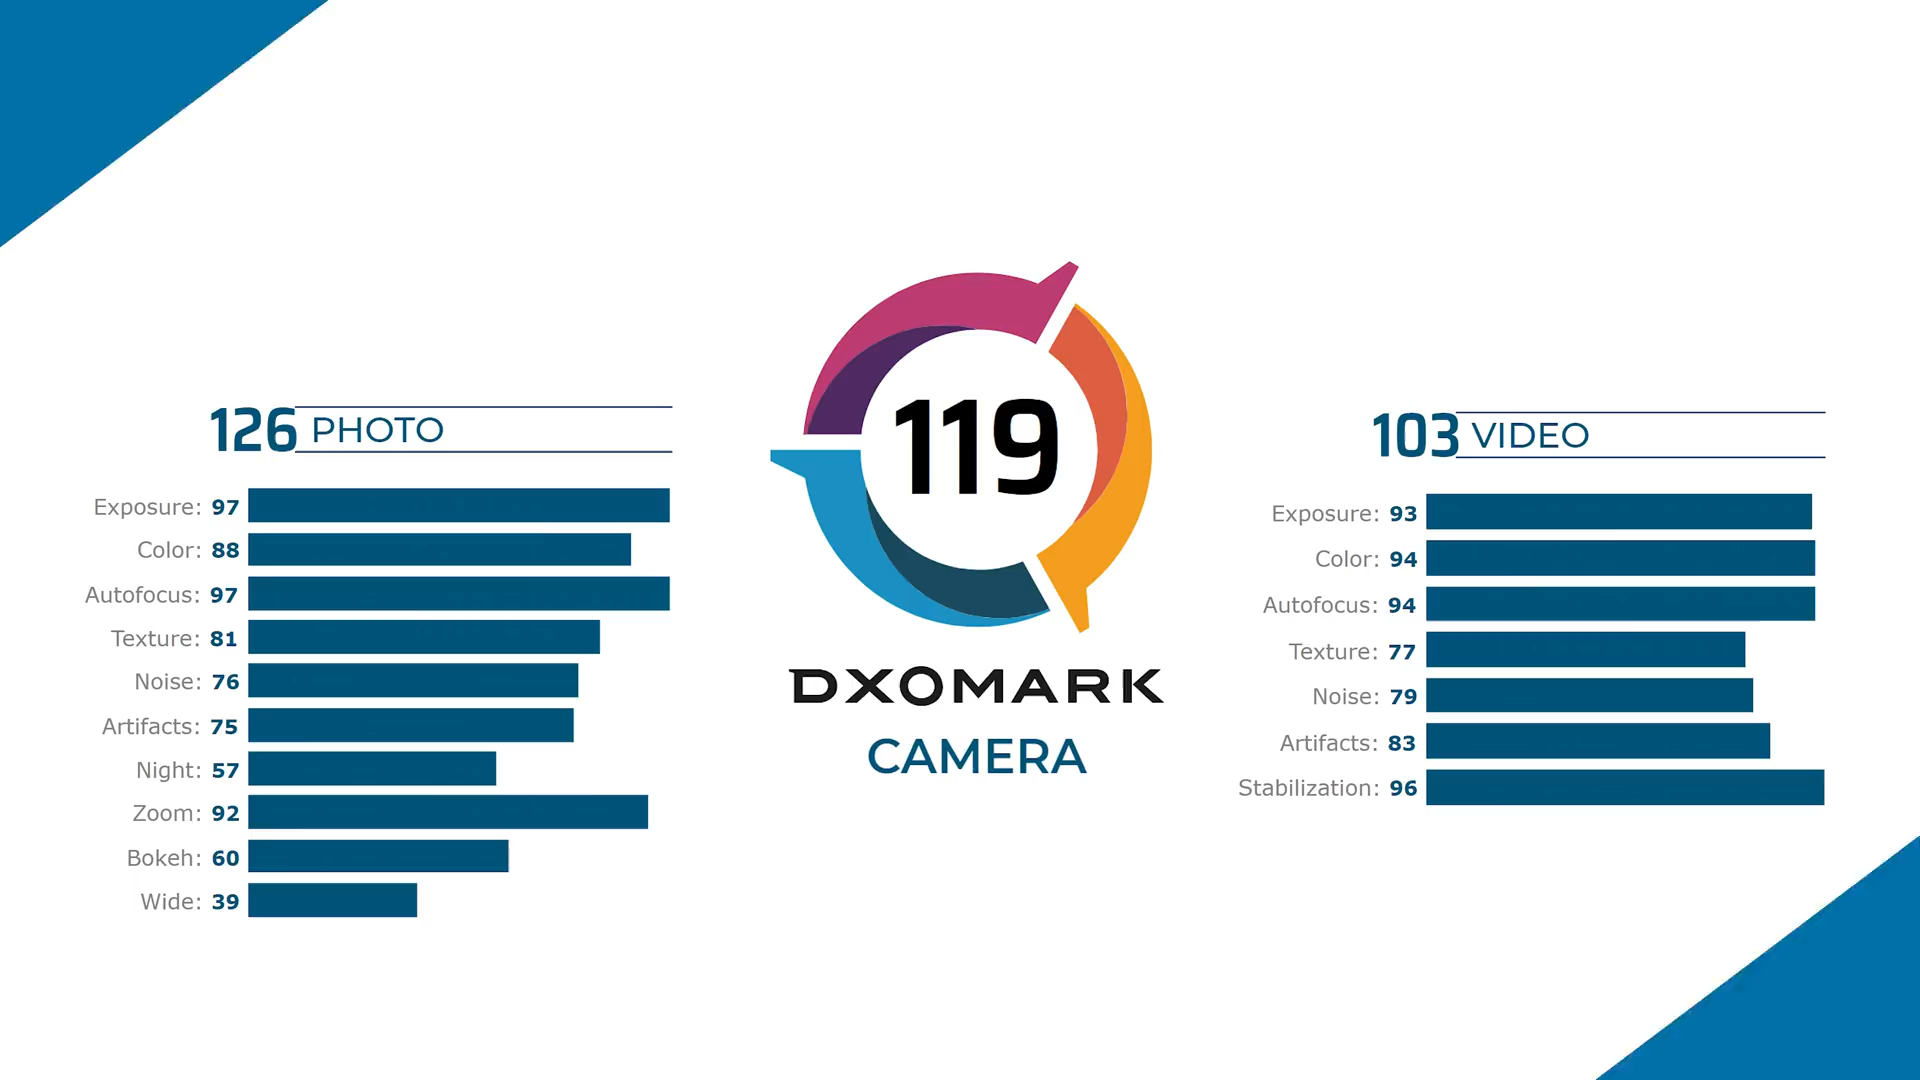 126 PHOTO
Exposure: 97
Color: 88
Autofocus: 97
Texture: 81
Noise: 76
Artifacts: 75
Night: 57
Zoom: 92
Bokeh: 60
Wide: 39
119
DXOMARK
CAMERA
103 VIDEO
Exposure: 93
Color: 94
Autofocus: 94
Texture: 77
Noise: 79
Artifacts: 83
Stabilization: 96